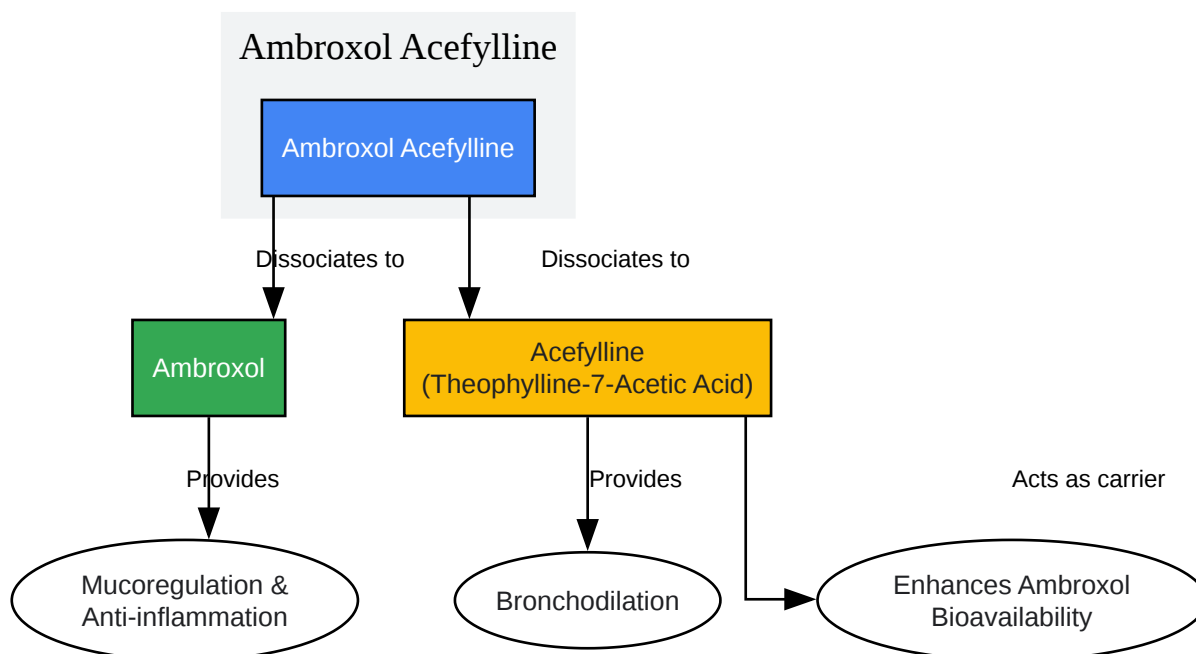 Ambroxol Acefylline
Ambroxol Acefylline
Dissociates to
Dissociates to
Ambroxol
Acefylline
(Theophylline-7-Acetic Acid)
Provides
Provides
Acts as carrier
Mucoregulation &
Anti-inflammation
Bronchodilation
Enhances Ambroxol
Bioavailability